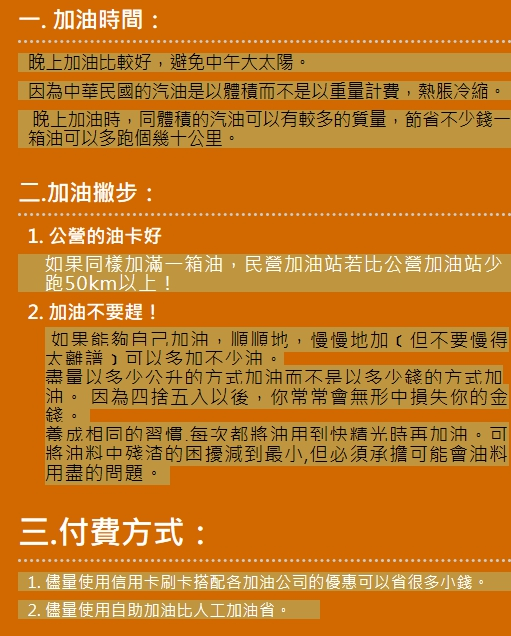 一. 加油時間：
晚上加油比較好，避免中午大太陽。
因為中華民國的汽油是以體積而不是以重量計費，熱脹冷縮。
晚上加油時，同體積的汽油可以有較多的質量，節省不少錢一
箱油可以多跑個幾十公里。
二.加油撇步：
1. 公營的油卡好
如果同樣加滿一箱油，民營加油站若比公營加油站少
跑50km以上！
2. 加油不要趕！
如果能夠自己加油，順順地，慢慢地加（但不要慢得
太離譜）可以多加不少油。
盡量以多少公升的方式加油而不是以多少錢的方式加
油。 因為四捨五入以後，你常常會無形中損失你的金
錢。
養成相同的習慣,每次都將油用到快精光時再加油。可
將油料中殘渣的困擾減到最小,但必須承擔可能會油料
用盡的問題。
三.付費方式：
1. 儘量使用信用卡刷卡搭配各加油公司的優惠可以省很多小錢。
2. 儘量使用自助加油比人工加油省。